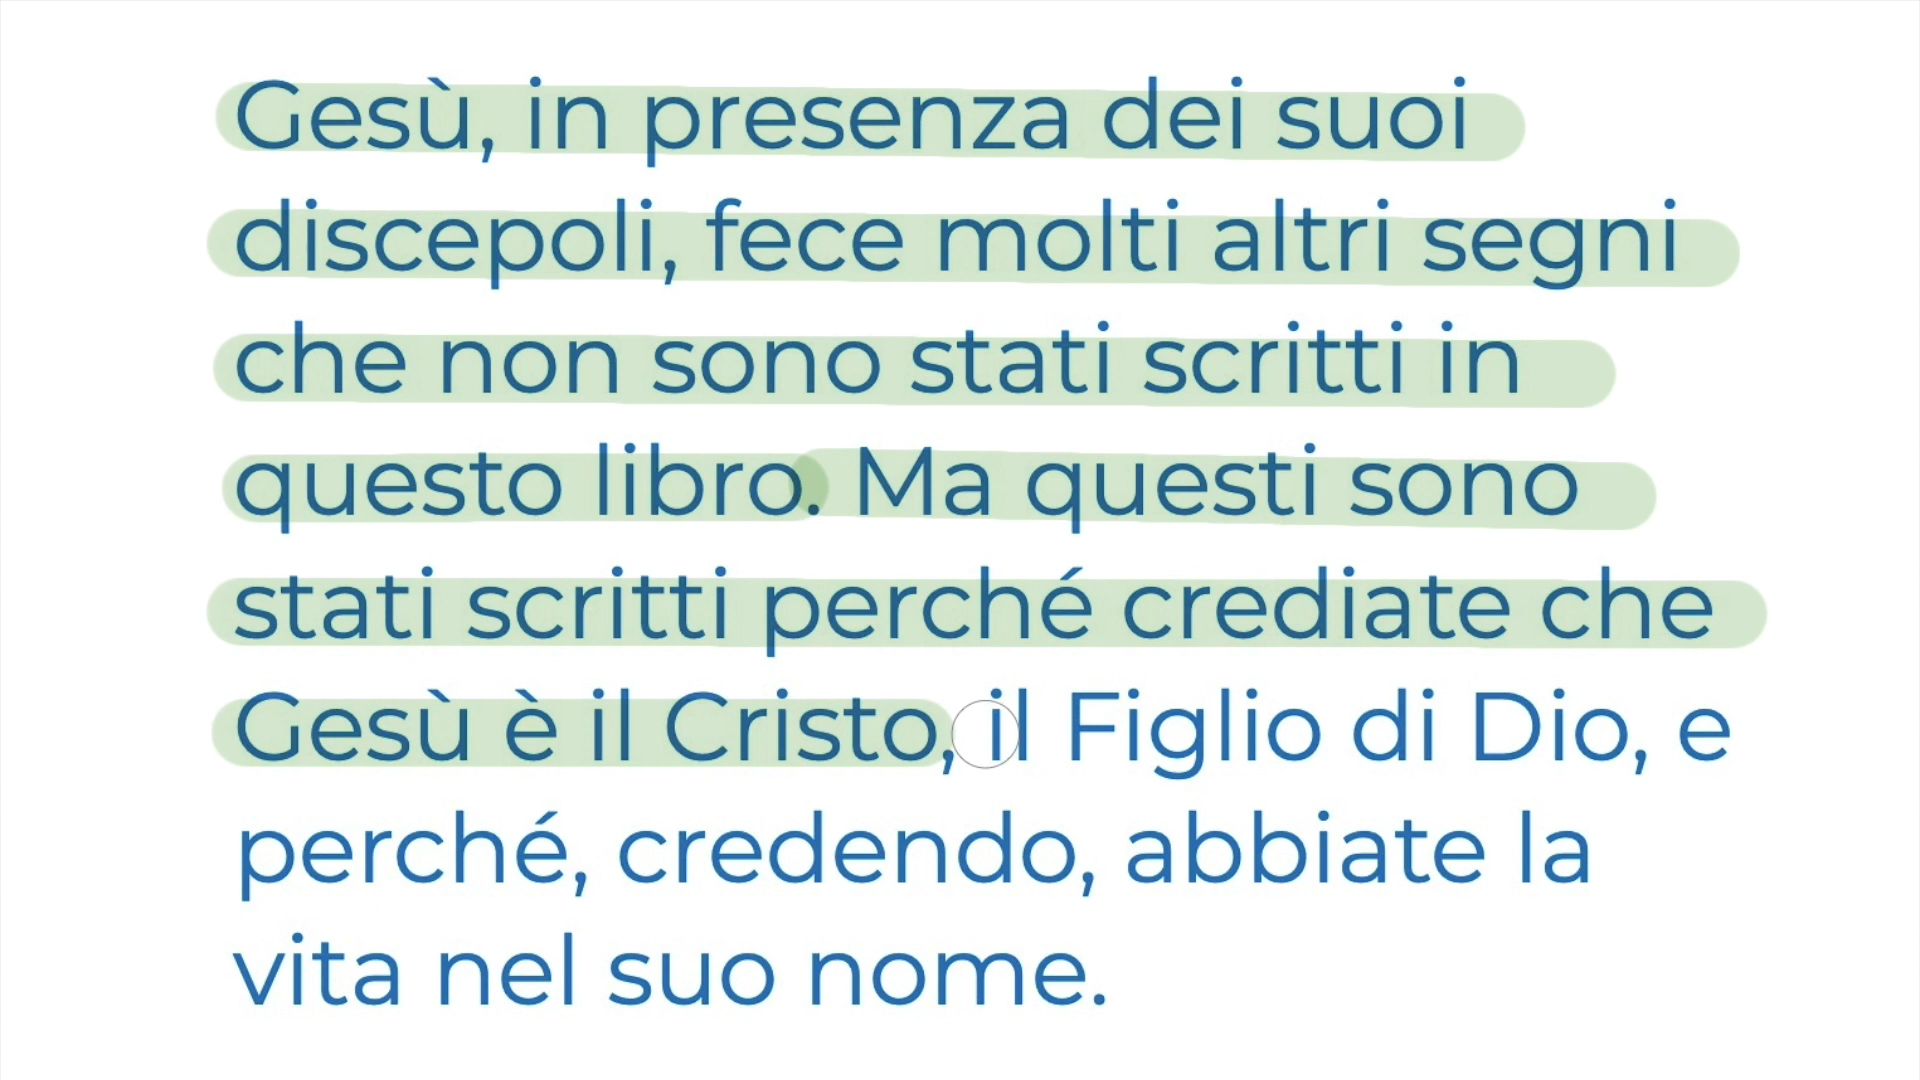 Gesù, in presenza dei suoi
discepoli, fece molti altri segni
che non sono stati scritti in
questo libro. Ma questi sono
stati scritti perché crediate che
Gesù è il Cristo, il Figlio di Dio, e
perché, credendo, abbiate la
vita nel suo nome.